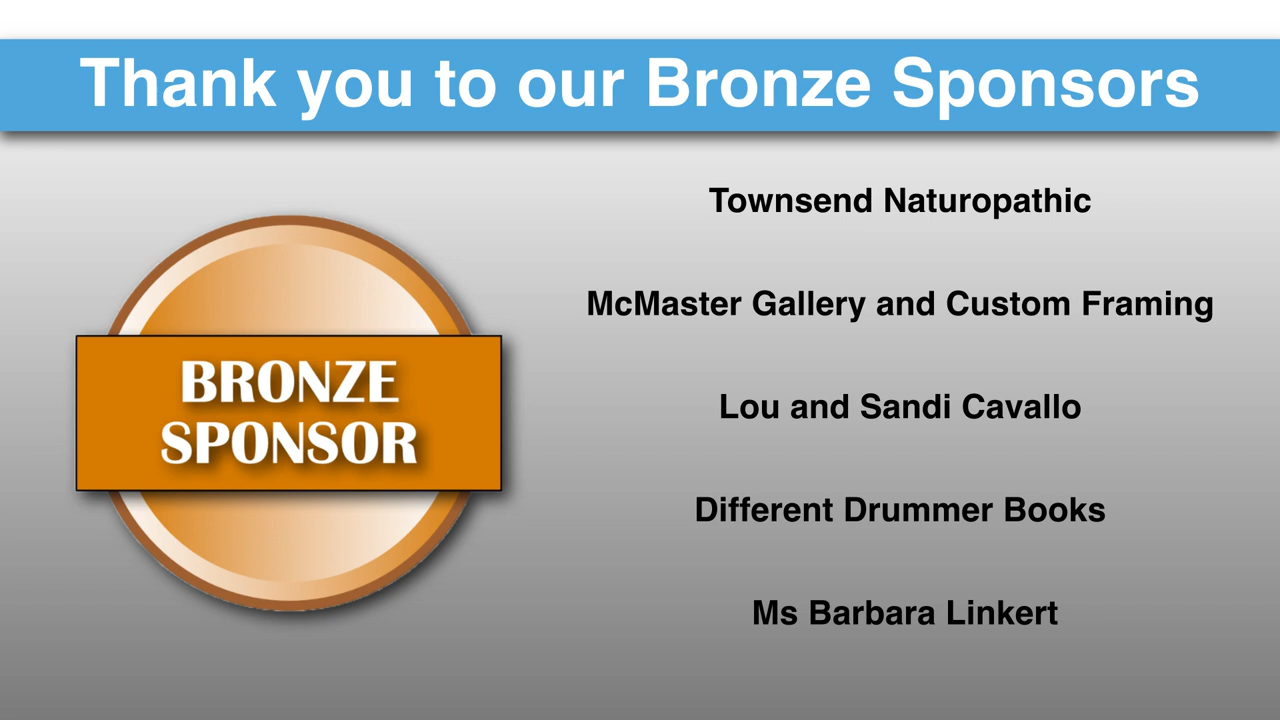 Thank you to our Bronze Sponsors
BRONZE
SPONSOR
Townsend Naturopathic
McMaster Gallery and Custom Framing
Lou and Sandi Cavallo
Different Drummer Books
Ms Barbara Linkert